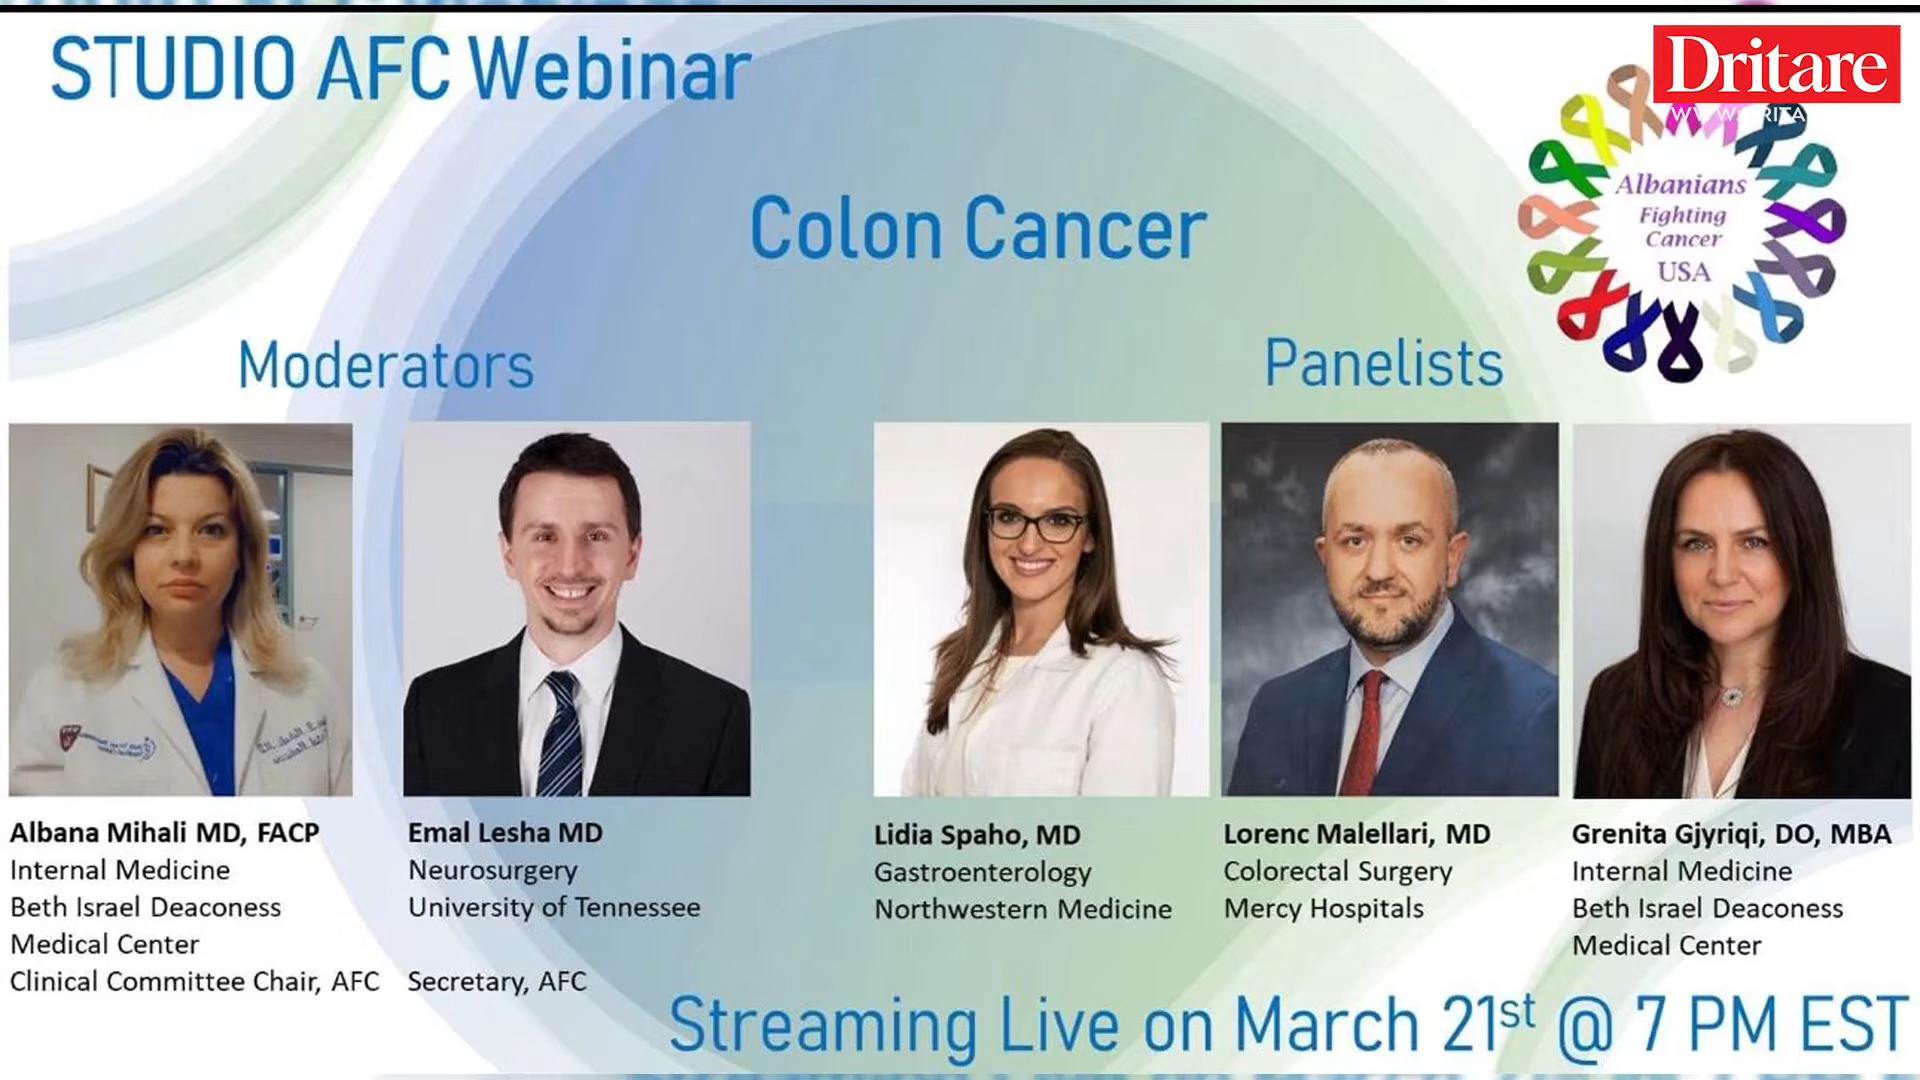 STUDIO AFC Webinar
Dritare
Albanians
Fighting
Cancer
USA
Colon Cancer
Moderators
Panelists
Albana Mihali MD, FACP
Internal Medicine
Beth Israel Deaconess
Medical Center
Clinical Committee Chair, AFC
Emal Lesha MD
Neurosurgery
University of Tennessee
Secretary, AFC
Lidia Spaho, MD
Gastroenterology
Northwestern Medicine
Lorenc Malellari, MD
Colorectal Surgery
Mercy Hospitals
Grenita Gjyriqi, DO, MBA
Internal Medicine
Beth Israel Deaconess
Medical Center
Streaming Live on March 21st @ 7 PM EST